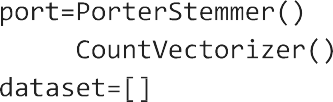 port=PorterStemmer()
CountVectorizer()
dataset=[]